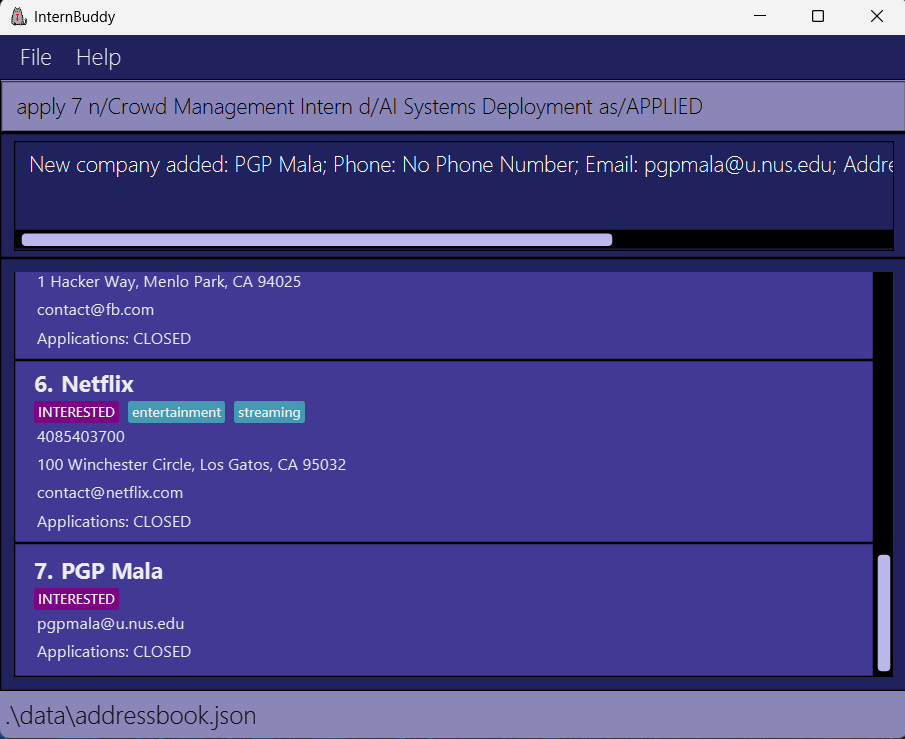 InternBuddy
File Help
apply 7 n/Crowd Management Intern d/AI Systems Deployment as/APPLIED
New company added: PGP Mala; Phone: No Phone Number; Email: pgpmala@u.nus.edu; Addre
1 Hacker Way, Menlo Park, CA 94025
contact@fb.com
Applications: CLOSED
6. Netflix
INTERESTED entertainment streaming
4085403700
100 Winchester Circle, Los Gatos, CA 95032
contact@netflix.com
Applications: CLOSED
7. PGP Mala
INTERESTED
pgpmala@u.nus.edu
Applications: CLOSED
.\data\addressbook.json